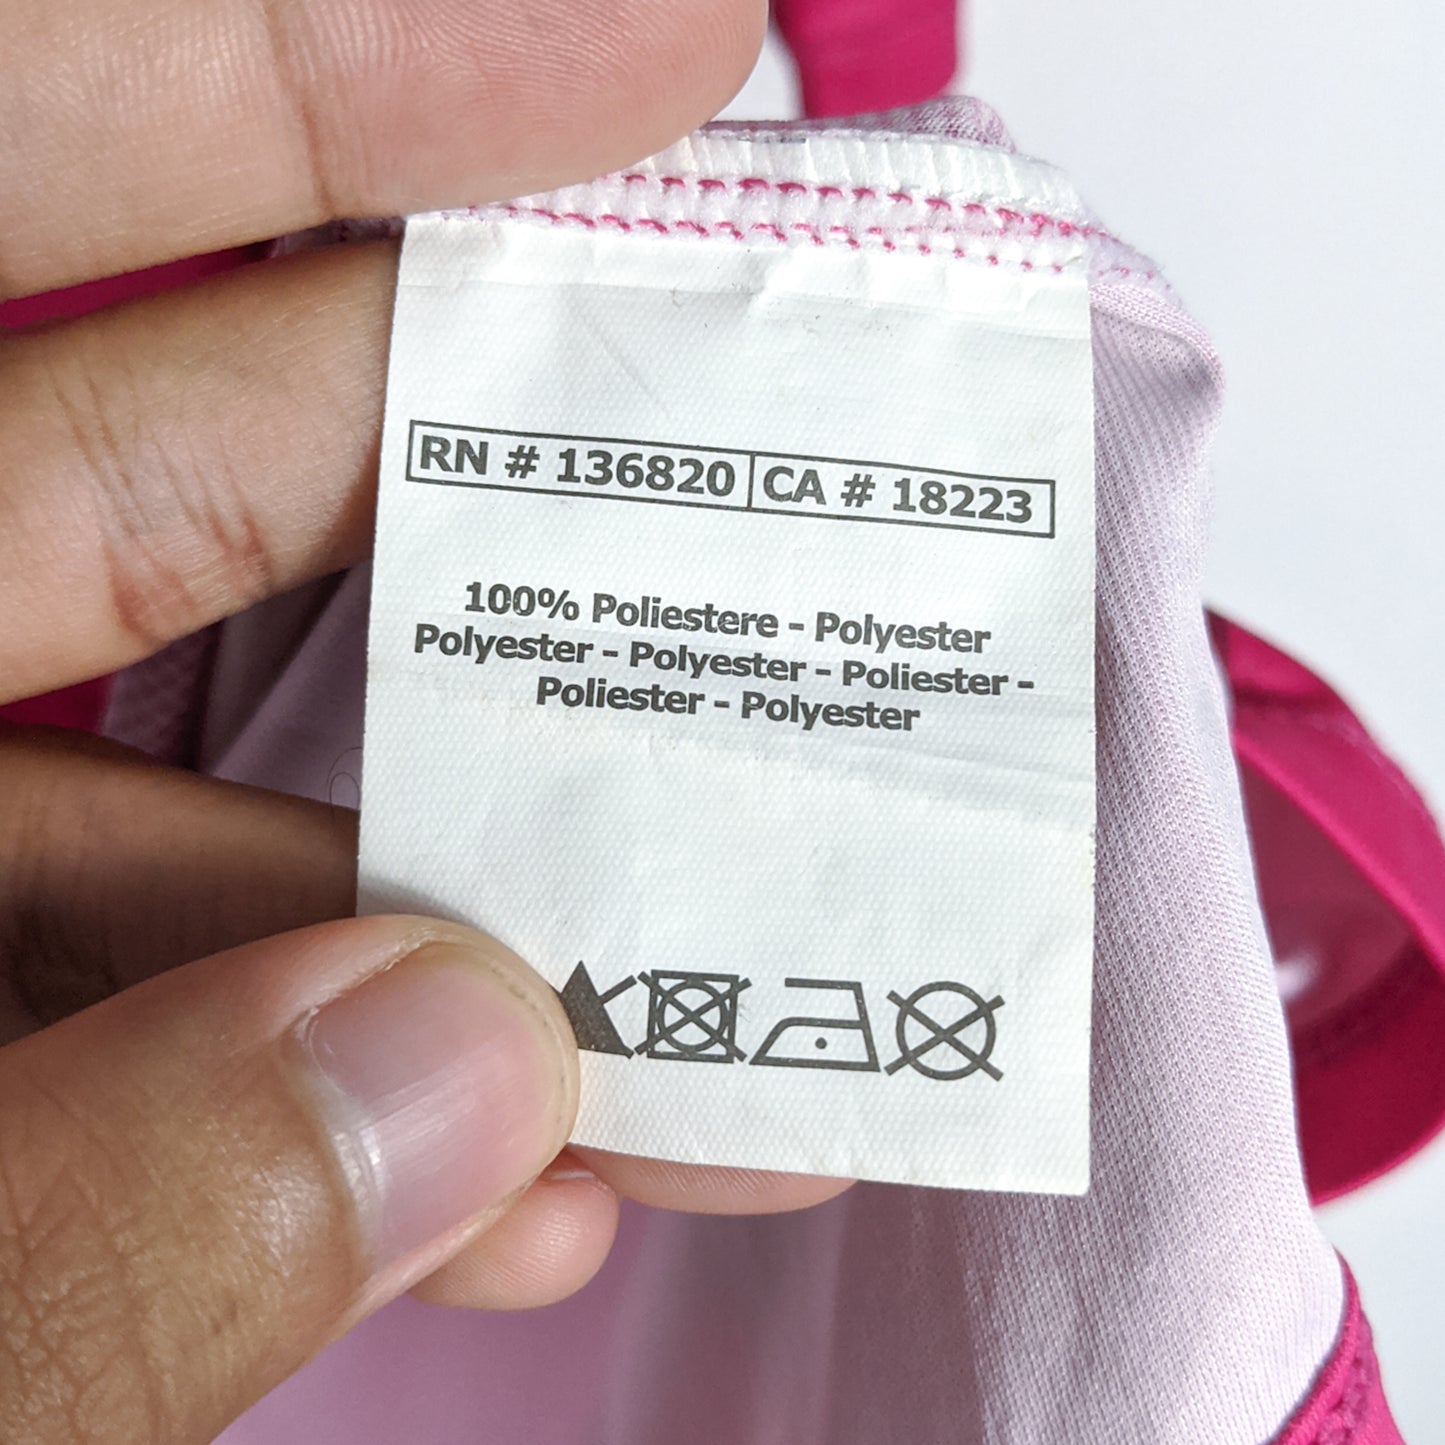 RN # 136820 CA # 18223
100% Poliestere - Polyester
Polyester - Polyester - Poliester -
Poliester - Polyester